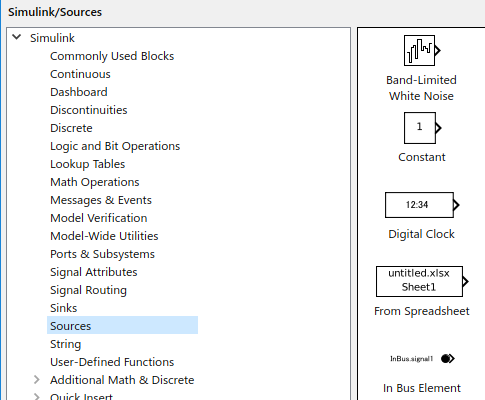 Simulink/Sources
Simulink
Commonly Used Blocks
Continuous
Dashboard
Discontinuities
Discrete
Logic and Bit Operations
Lookup Tables
Math Operations
Messages & Events
Model Verification
Model-Wide Utilities
Ports & Subsystems
Signal Attributes
Signal Routing
Sinks
Sources
String
User-Defined Functions
Additional Math & Discrete
Quick Insert
Band-Limited
White Noise
1
Constant
12:34
Digital Clock
untitled.xlsx
Sheet1
From Spreadsheet
InBus.signal1
In Bus Element